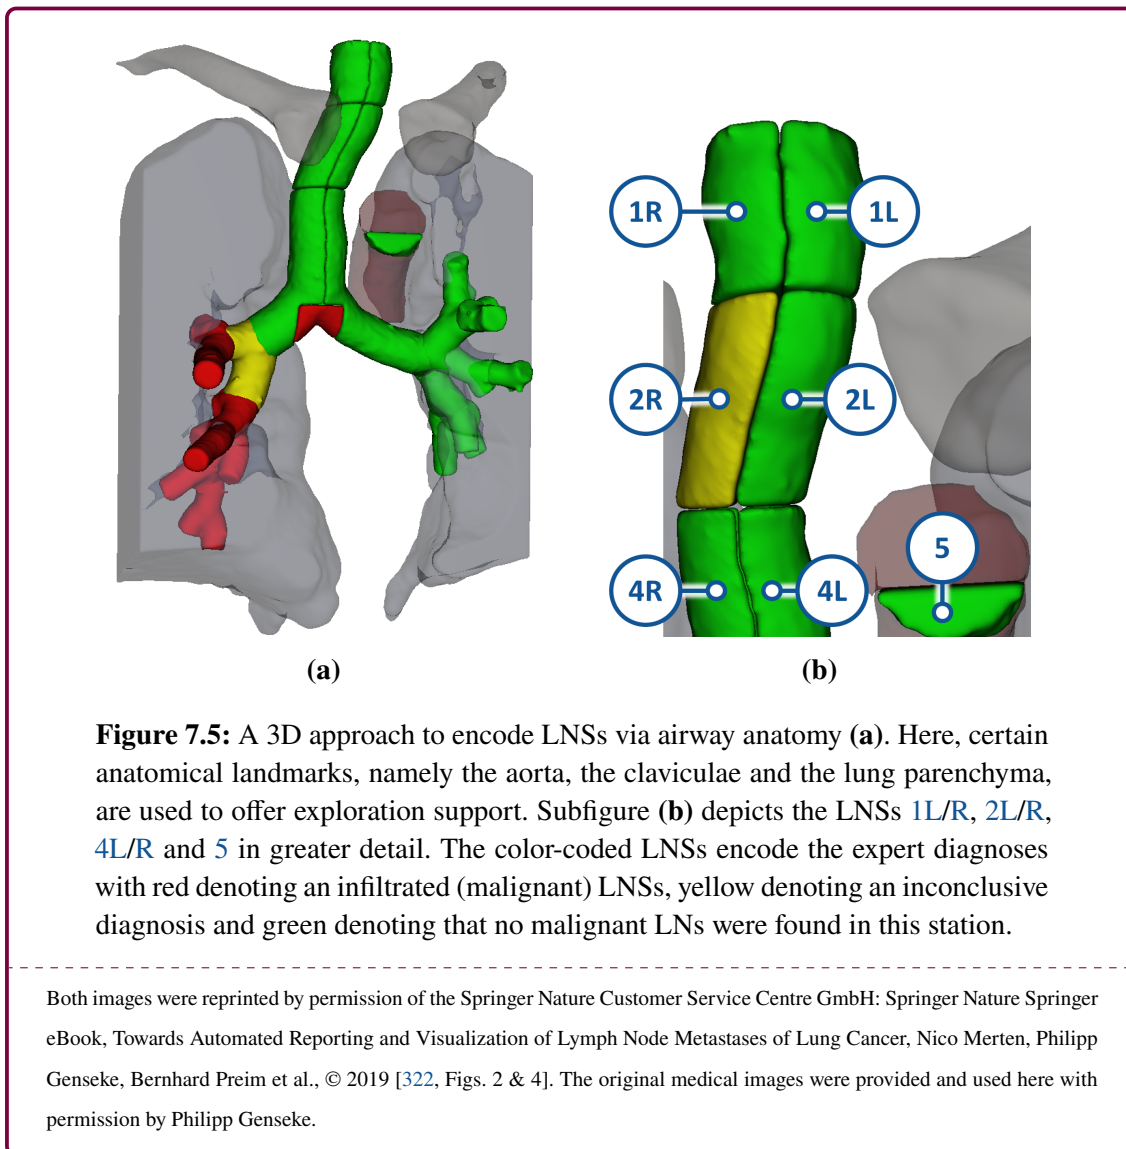 1R
1L
2R
2L
4R
4L
5
(a)
(b)
Figure 7.5: A 3D approach to encode LNSs via airway anatomy (a). Here, certain
anatomical landmarks, namely the aorta, the claviculae and the lung parenchyma,
are used to offer exploration support. Subfigure (b) depicts the LNSs 1L/R, 2L/R,
4L/R and 5 in greater detail. The color-coded LNSs encode the expert diagnoses
with red denoting an infiltrated (malignant) LNSs, yellow denoting an inconclusive
diagnosis and green denoting that no malignant LNs were found in this station.
Both images were reprinted by permission of the Springer Nature Customer Service Centre GmbH: Springer Nature Springer
eBook, Towards Automated Reporting and Visualization of Lymph Node Metastases of Lung Cancer, Nico Merten, Philipp
Genseke, Bernhard Preim et al., © 2019 [322, Figs. 2 & 4]. The original medical images were provided and used here with
permission by Philipp Genseke.